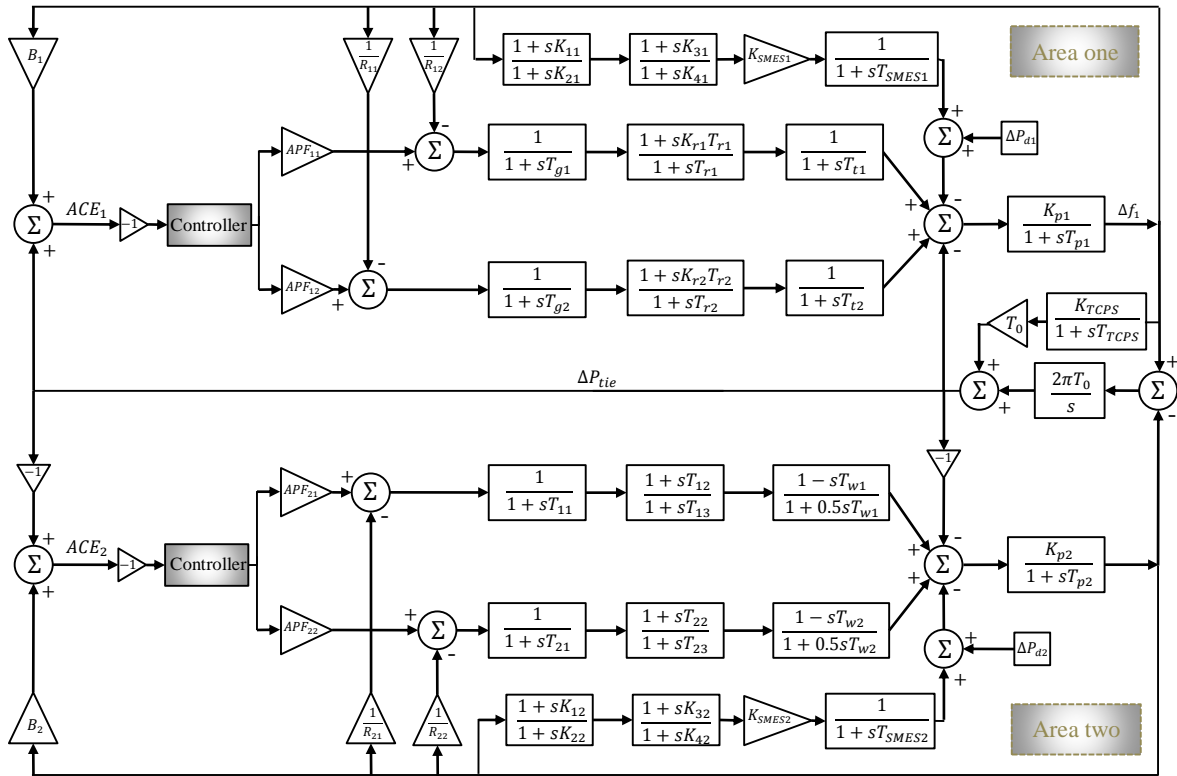 B₁
1/R₁₁
1/R₁₂
1 + sK₁₁ / 1 + sK₂₁
1 + sK₃₁ / 1 + sK₄₁
K_SMES1
1 / 1 + sT_SMES1
Area one
+
-
APF₁₁
+
Σ
1 / 1 + sT_g1
1 + sK_r1T_r1 / 1 + sT_r1
1 / 1 + sT_t1
Σ
+
+
ΔP_d1
+
Σ
+
ACE₁
−1
Controller
-
+
+
Σ
-
-
K_p1 / 1 + sT_p1
Δf₁
APF₁₂
+
Σ
1 / 1 + sT_g2
1 + sK_r2T_r2 / 1 + sT_r2
1 / 1 + sT_t2
T₀
K_TCPS / 1 + sT_TCPS
ΔP_tie
+
Σ
+
2πT₀ / s
+
Σ
-
−1
−1
APF₂₁
+
Σ
-
1 / 1 + sT₁₁
1 + sT₁₂ / 1 + sT₁₃
1 − sT_w1 / 1 + 0.5sT_w1
+
Σ
+
ACE₂
−1
Controller
+
+
Σ
-
-
K_p2 / 1 + sT_p2
APF₂₂
+
Σ
-
1 / 1 + sT₂₁
1 + sT₂₂ / 1 + sT₂₃
1 − sT_w2 / 1 + 0.5sT_w2
Σ
+
+
ΔP_d2
B₂
1/R₂₁
1/R₂₂
1 + sK₁₂ / 1 + sK₂₂
1 + sK₃₂ / 1 + sK₄₂
K_SMES2
1 / 1 + sT_SMES2
Area two